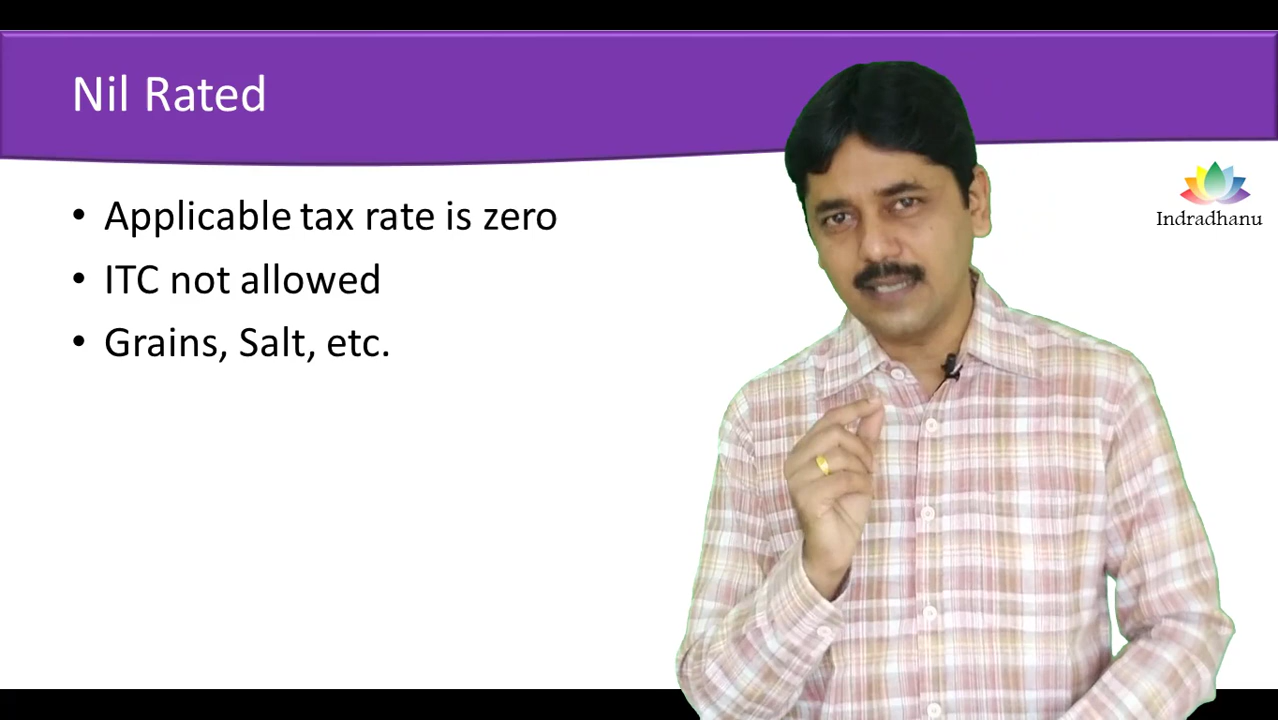 Nil Rated
• Applicable tax rate is zero
• ITC not allowed
• Grains, Salt, etc.
Indradhanu